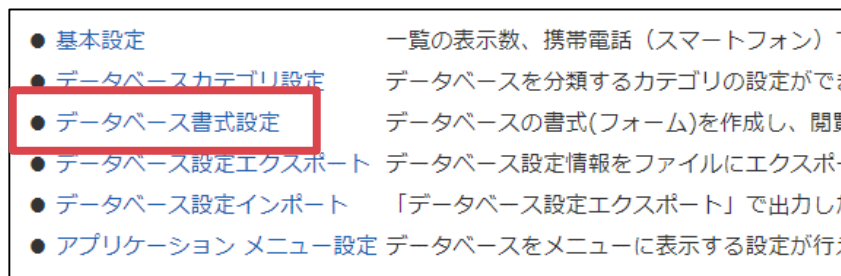 ● 基本設定 一覧の表示数、携帯電話（スマートフォン）
● データベースカテゴリ設定 データベースを分類するカテゴリの設定ができ
● データベース書式設定 データベースの書式(フォーム)を作成し、閲覧
● データベース設定エクスポート データベース設定情報をファイルにエクスポー
● データベース設定インポート 「データベース設定エクスポート」で出力し
● アプリケーション メニュー設定 データベースをメニューに表示する設定が行